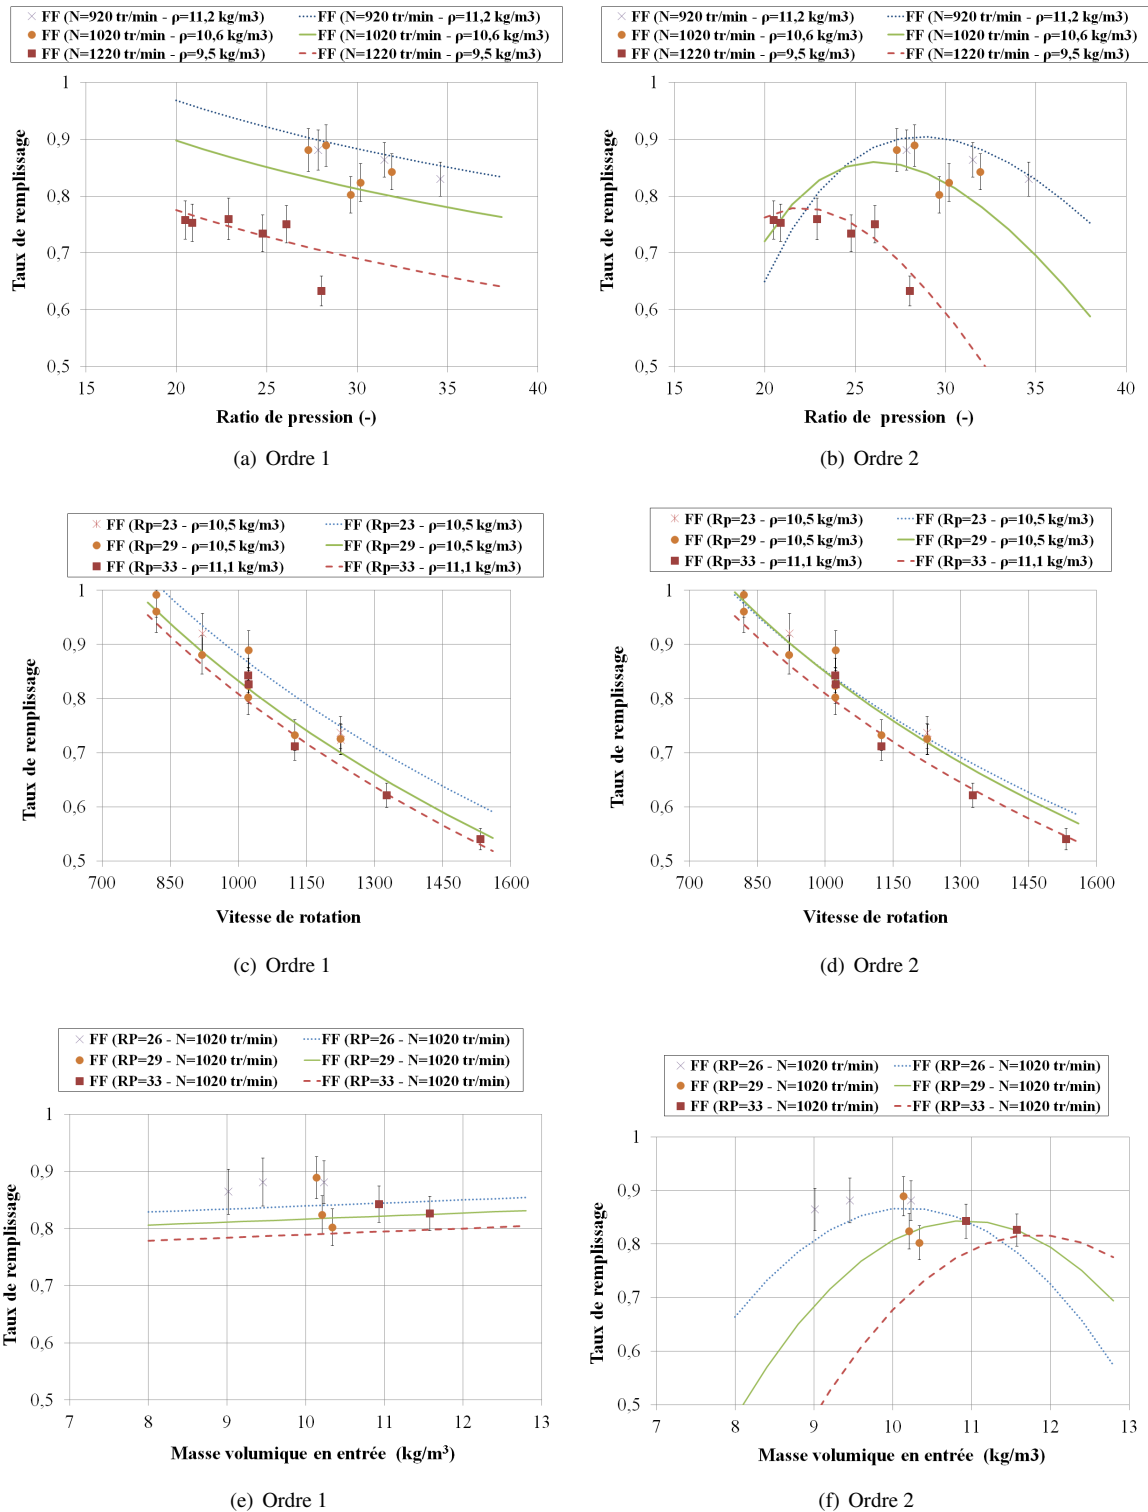 FF (N=920 tr/min - ρ=11,2 kg/m3) FF (N=920 tr/min - ρ=11,2 kg/m3)
FF (N=1020 tr/min - ρ=10,6 kg/m3) FF (N=1020 tr/min - ρ=10,6 kg/m3)
FF (N=1220 tr/min - ρ=9,5 kg/m3) FF (N=1220 tr/min - ρ=9,5 kg/m3)
Taux de remplissage
1
0,9
0,8
0,7
0,6
0,5
15 20 25 30 35 40
Ratio de pression (-)
(a) Ordre 1
FF (N=920 tr/min - ρ=11,2 kg/m3) FF (N=920 tr/min - ρ=11,2 kg/m3)
FF (N=1020 tr/min - ρ=10,6 kg/m3) FF (N=1020 tr/min - ρ=10,6 kg/m3)
FF (N=1220 tr/min - ρ=9,5 kg/m3) FF (N=1220 tr/min - ρ=9,5 kg/m3)
Taux de remplissage
1
0,9
0,8
0,7
0,6
0,5
15 20 25 30 35 40
Ratio de pression (-)
(b) Ordre 2
FF (Rp=23 - ρ=10,5 kg/m3) FF (Rp=23 - ρ=10,5 kg/m3)
FF (Rp=29 - ρ=10,5 kg/m3) FF (Rp=29 - ρ=10,5 kg/m3)
FF (Rp=33 - ρ=11,1 kg/m3) FF (Rp=33 - ρ=11,1 kg/m3)
Taux de remplissage
1
0,9
0,8
0,7
0,6
0,5
700 850 1000 1150 1300 1450 1600
Vitesse de rotation
(c) Ordre 1
FF (Rp=23 - ρ=10,5 kg/m3) FF (Rp=23 - ρ=10,5 kg/m3)
FF (Rp=29 - ρ=10,5 kg/m3) FF (Rp=29 - ρ=10,5 kg/m3)
FF (Rp=33 - ρ=11,1 kg/m3) FF (Rp=33 - ρ=11,1 kg/m3)
Taux de remplissage
1
0,9
0,8
0,7
0,6
0,5
700 850 1000 1150 1300 1450 1600
Vitesse de rotation
(d) Ordre 2
FF (RP=26 - N=1020 tr/min) FF (RP=26 - N=1020 tr/min)
FF (RP=29 - N=1020 tr/min) FF (RP=29 - N=1020 tr/min)
FF (RP=33 - N=1020 tr/min) FF (RP=33 - N=1020 tr/min)
Taux de remplissage
1
0,9
0,8
0,7
0,6
0,5
7 8 9 10 11 12 13
Masse volumique en entrée (kg/m³)
(e) Ordre 1
FF (RP=26 - N=1020 tr/min) FF (RP=26 - N=1020 tr/min)
FF (RP=29 - N=1020 tr/min) FF (RP=29 - N=1020 tr/min)
FF (RP=33 - N=1020 tr/min) FF (RP=33 - N=1020 tr/min)
Taux de remplissage
1
0,9
0,8
0,7
0,6
0,5
7 8 9 10 11 12 13
Masse volumique en entrée (kg/m3)
(f) Ordre 2